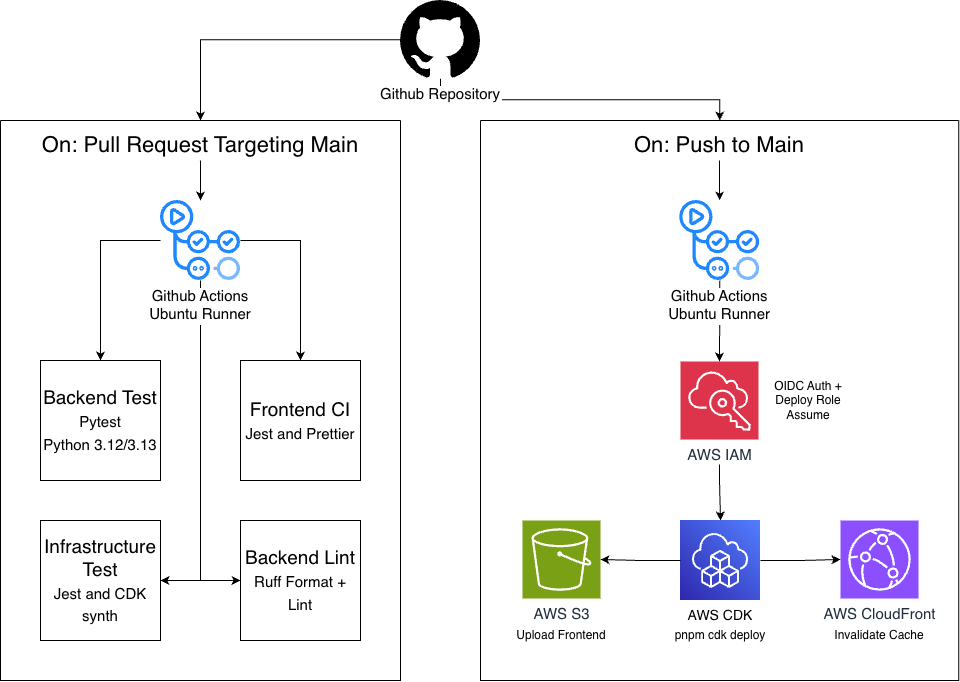 Github Repository
On: Pull Request Targeting Main
Github Actions
Ubuntu Runner
Backend Test
Pytest
Python 3.12/3.13
Frontend CI
Jest and Prettier
Infrastructure
Test
Jest and CDK
synth
Backend Lint
Ruff Format +
Lint
On: Push to Main
Github Actions
Ubuntu Runner
OIDC Auth +
Deploy Role
Assume
AWS IAM
AWS S3
Upload Frontend
AWS CDK
pnpm cdk deploy
AWS CloudFront
Invalidate Cache